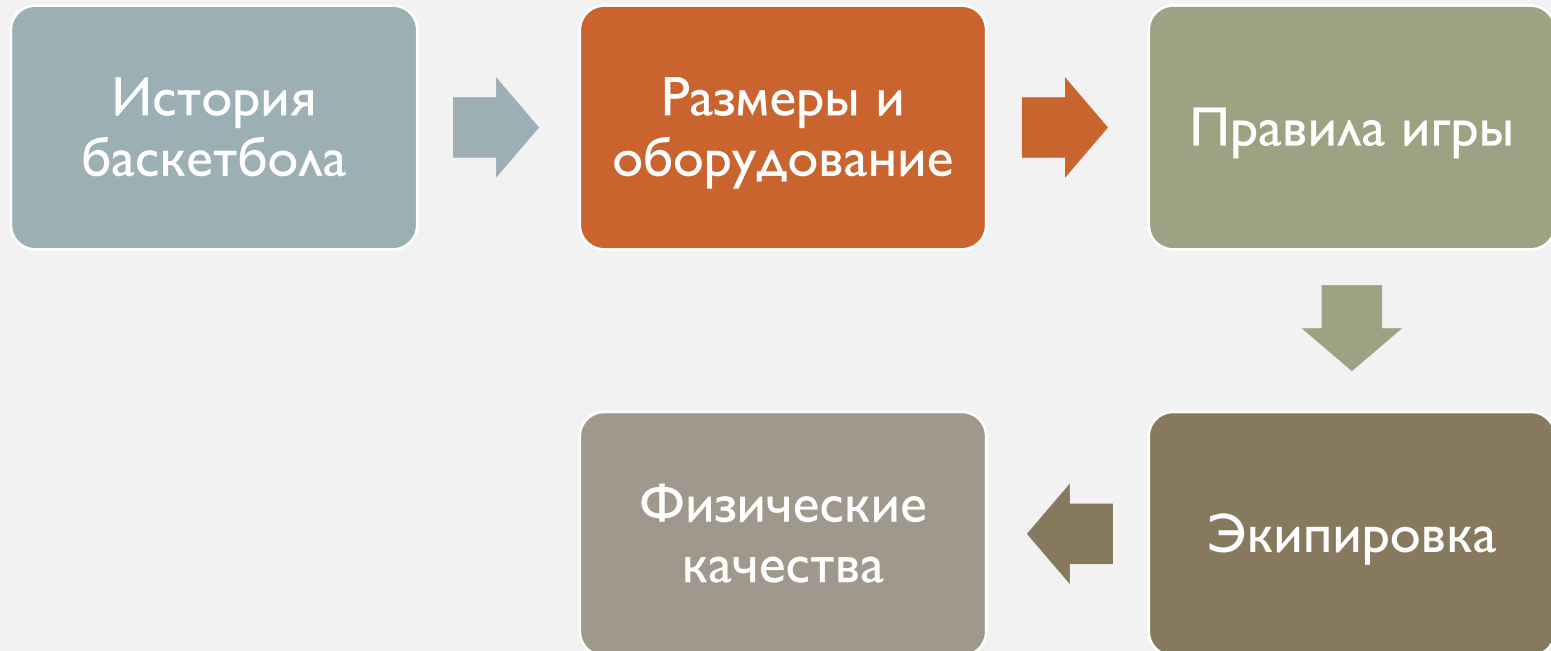 История
баскетбола
Размеры и
оборудование
Правила игры
Экипировка
Физические
качества